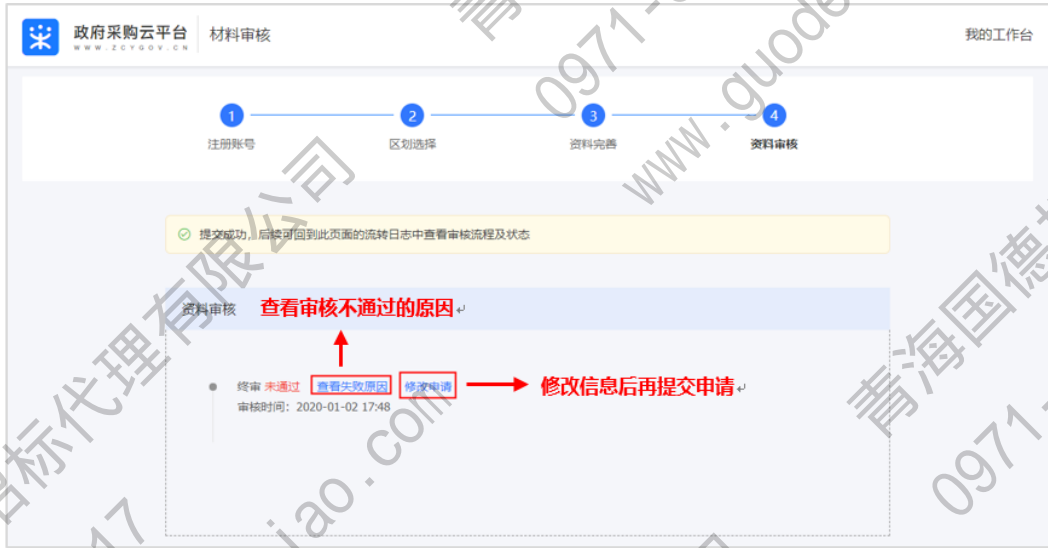 政府采购云平台 材料审核 我的工作台
WWW.ZCYGOV.CN
1 2 3 4
注册账号 区划选择 资料完善 资料审核
提交成功，后续可回到此页面的流转日志中查看审核流程及状态
资料审核 查看审核不通过的原因
终审 未通过 查看失败原因 修改申请 修改信息后再提交申请
审核时间：2020-01-02 17:48
0971-
www.guode
招标代理有限公司
jiao.com
17
青海国德
0971-